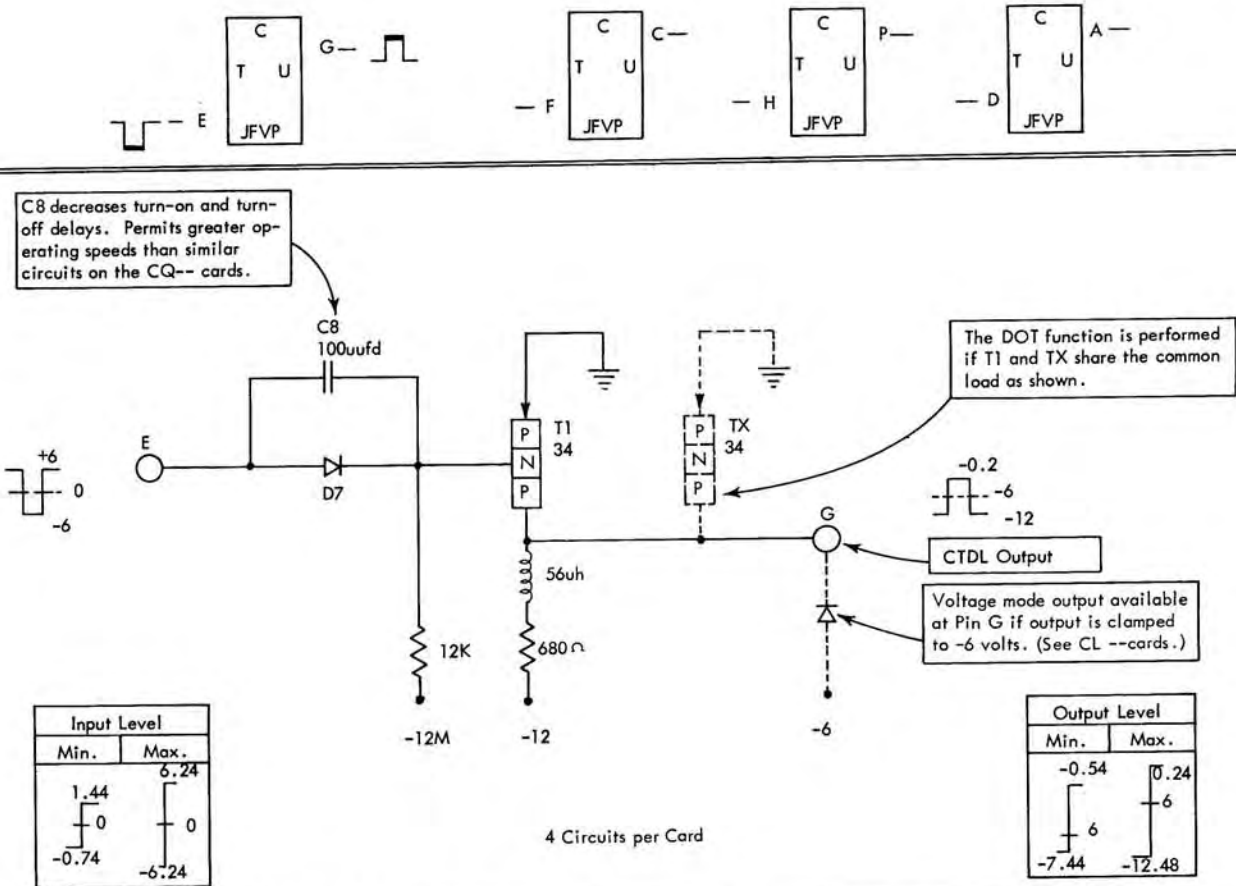 C
T U
JFVP
G—
E
C
T U
JFVP
C—
— F
C
T U
JFVP
P—
— H
C
T U
JFVP
A —
— D
C8 decreases turn-on and turn-
off delays. Permits greater op-
erating speeds than similar
circuits on the CQ-- cards.
C8
100uufd
The DOT function is performed
if T1 and TX share the common
load as shown.
E
+6
0
-6
D7
P
N
P
T1
34
P
N
P
TX
34
-0.2
-6
-12
G
CTDL Output
56uh
Voltage mode output available
at Pin G if output is clamped
to -6 volts. (See CL --cards.)
12K
680Ω
-12M
-12
-6
Input Level
Min. Max.
1.44
0
-0.74
6.24
0
-6.24
4 Circuits per Card
Output Level
Min. Max.
-0.54
6
-7.44
0.24
6
-12.48